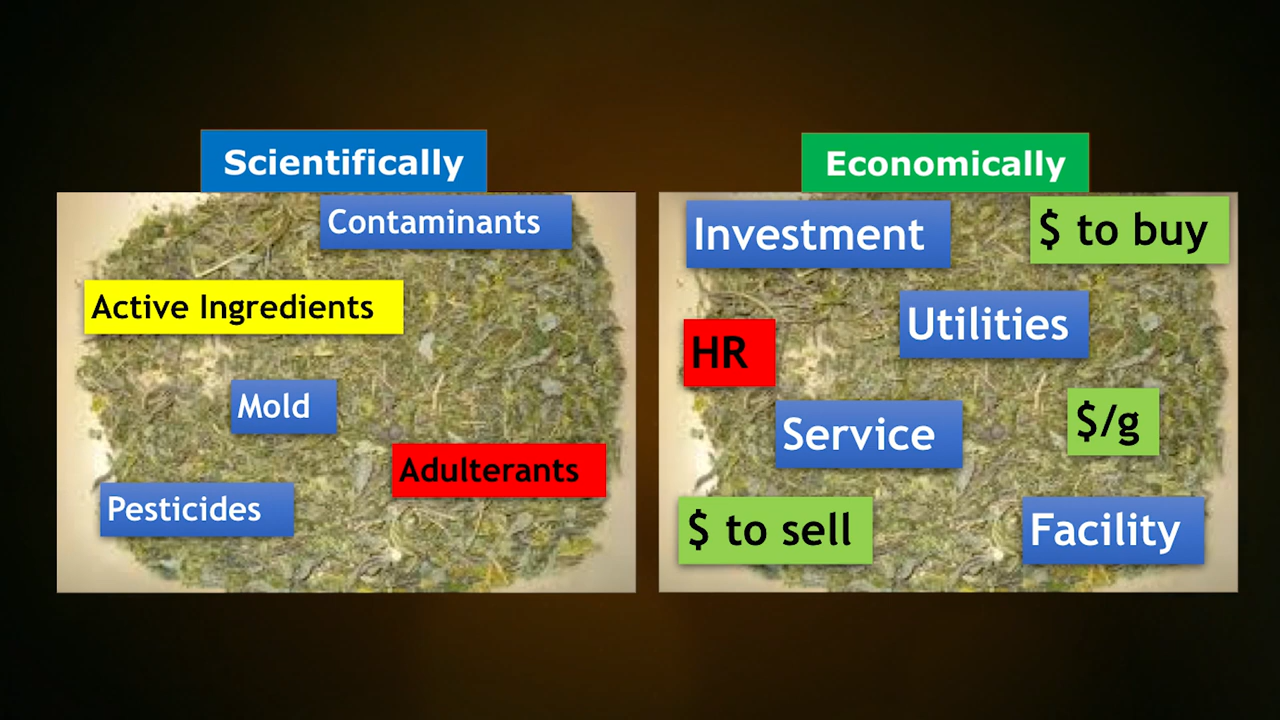 Scientifically
Contaminants
Active Ingredients
Mold
Adulterants
Pesticides
Economically
Investment
$ to buy
Utilities
HR
$/g
Service
$ to sell
Facility